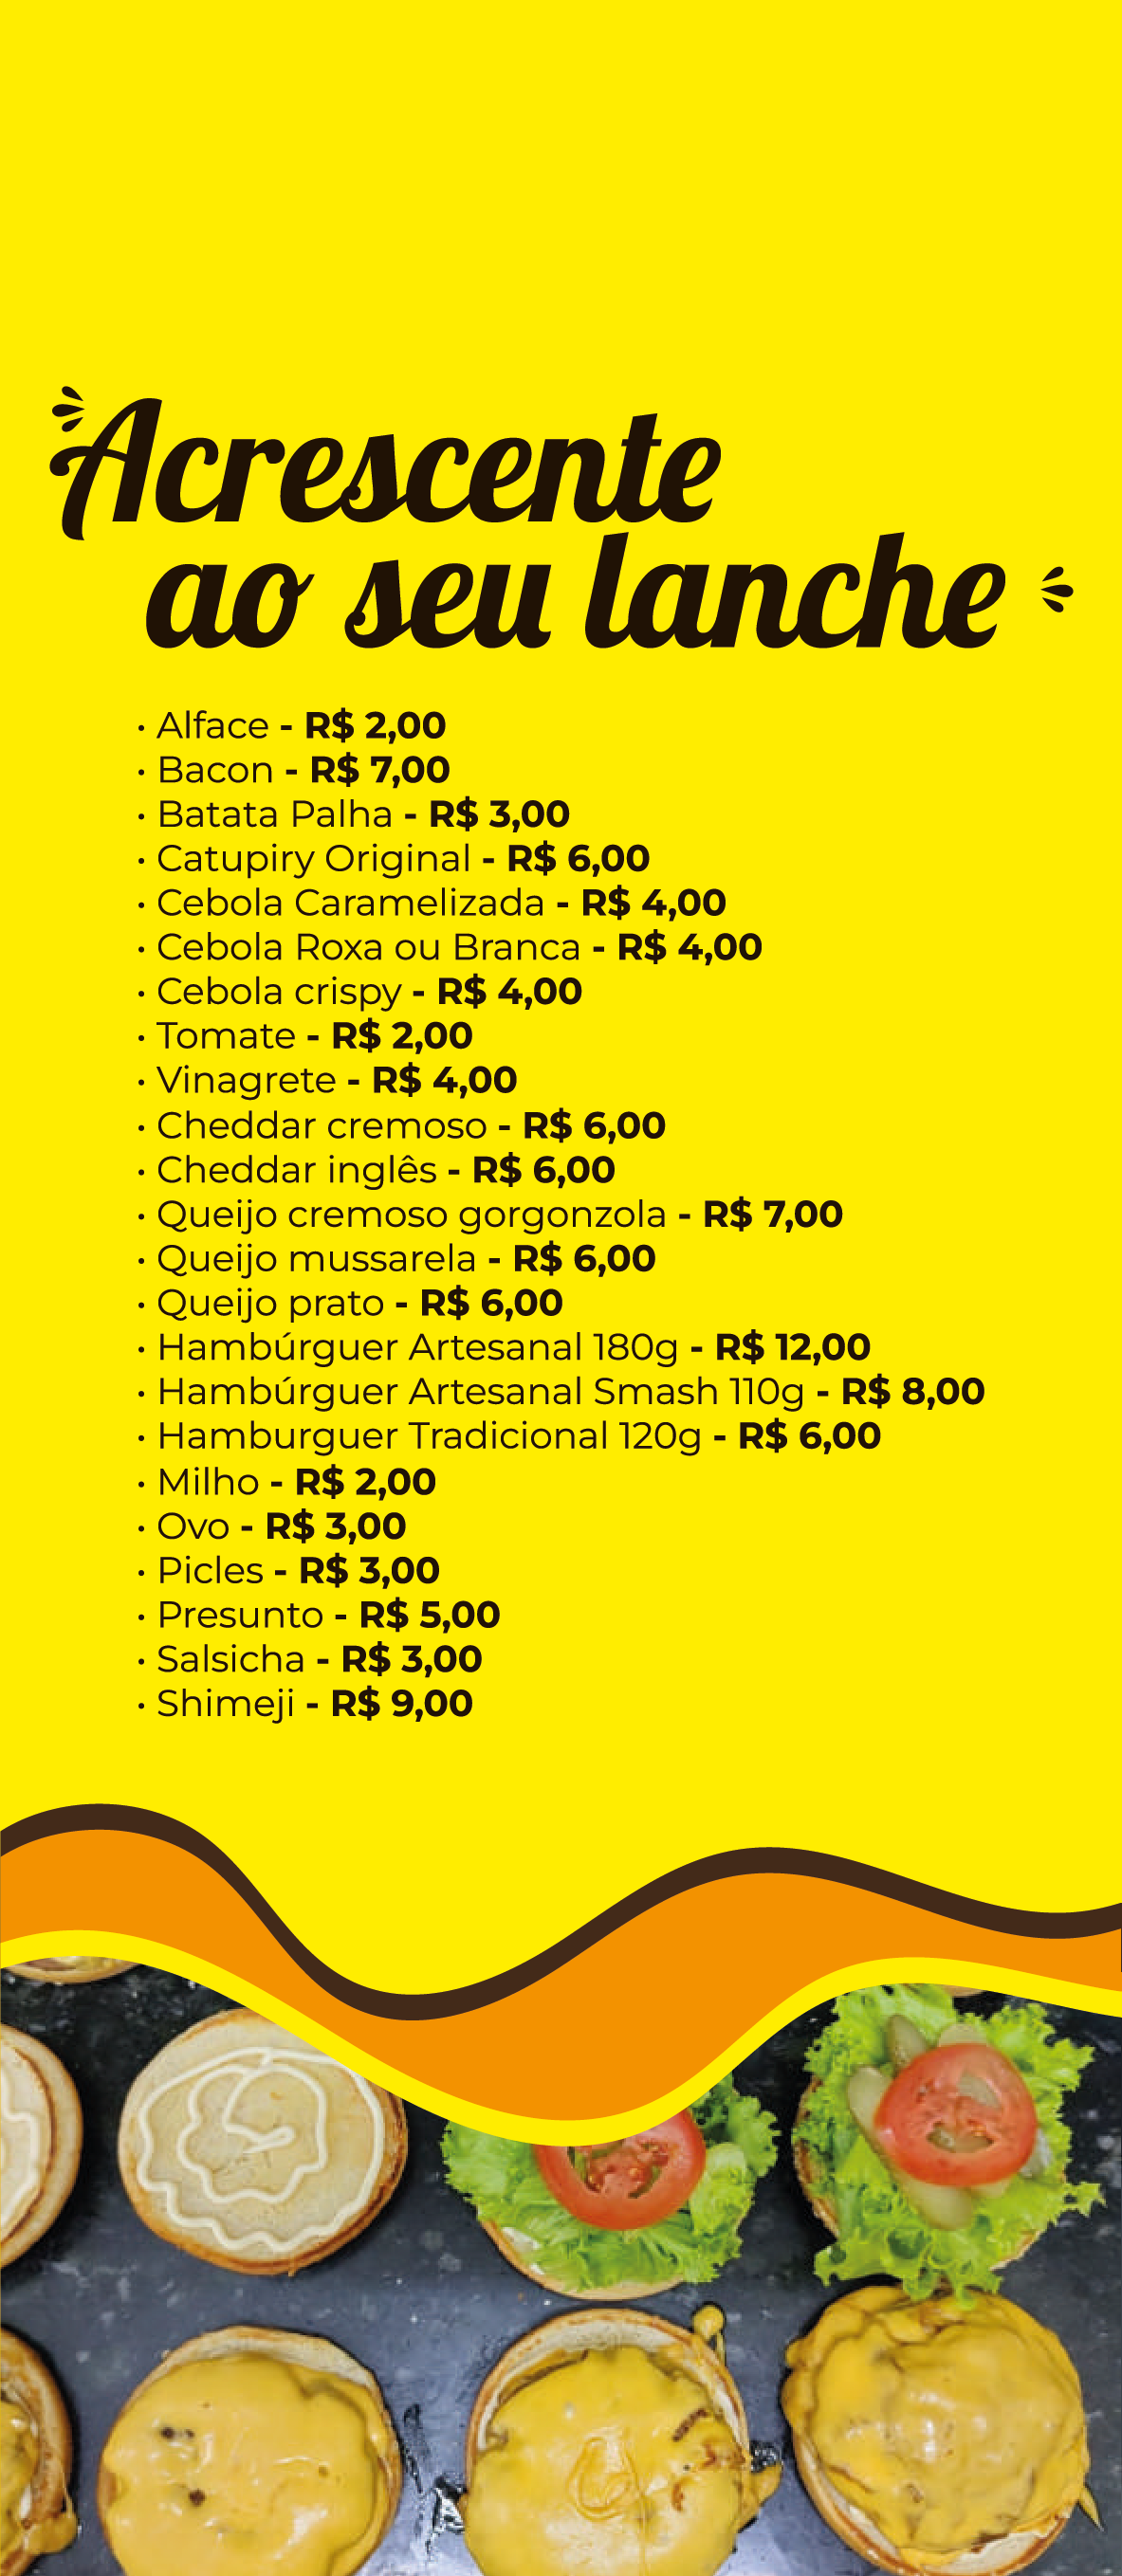 Acrescente
ao seu lanche
• Alface - R$ 2,00
• Bacon - R$ 7,00
• Batata Palha - R$ 3,00
• Catupiry Original - R$ 6,00
• Cebola Caramelizada - R$ 4,00
• Cebola Roxa ou Branca - R$ 4,00
• Cebola crispy - R$ 4,00
• Tomate - R$ 2,00
• Vinagrete - R$ 4,00
• Cheddar cremoso - R$ 6,00
• Cheddar inglês - R$ 6,00
• Queijo cremoso gorgonzola - R$ 7,00
• Queijo mussarela - R$ 6,00
• Queijo prato - R$ 6,00
• Hambúrguer Artesanal 180g - R$ 12,00
• Hambúrguer Artesanal Smash 110g - R$ 8,00
• Hamburguer Tradicional 120g - R$ 6,00
• Milho - R$ 2,00
• Ovo - R$ 3,00
• Picles - R$ 3,00
• Presunto - R$ 5,00
• Salsicha - R$ 3,00
• Shimeji - R$ 9,00